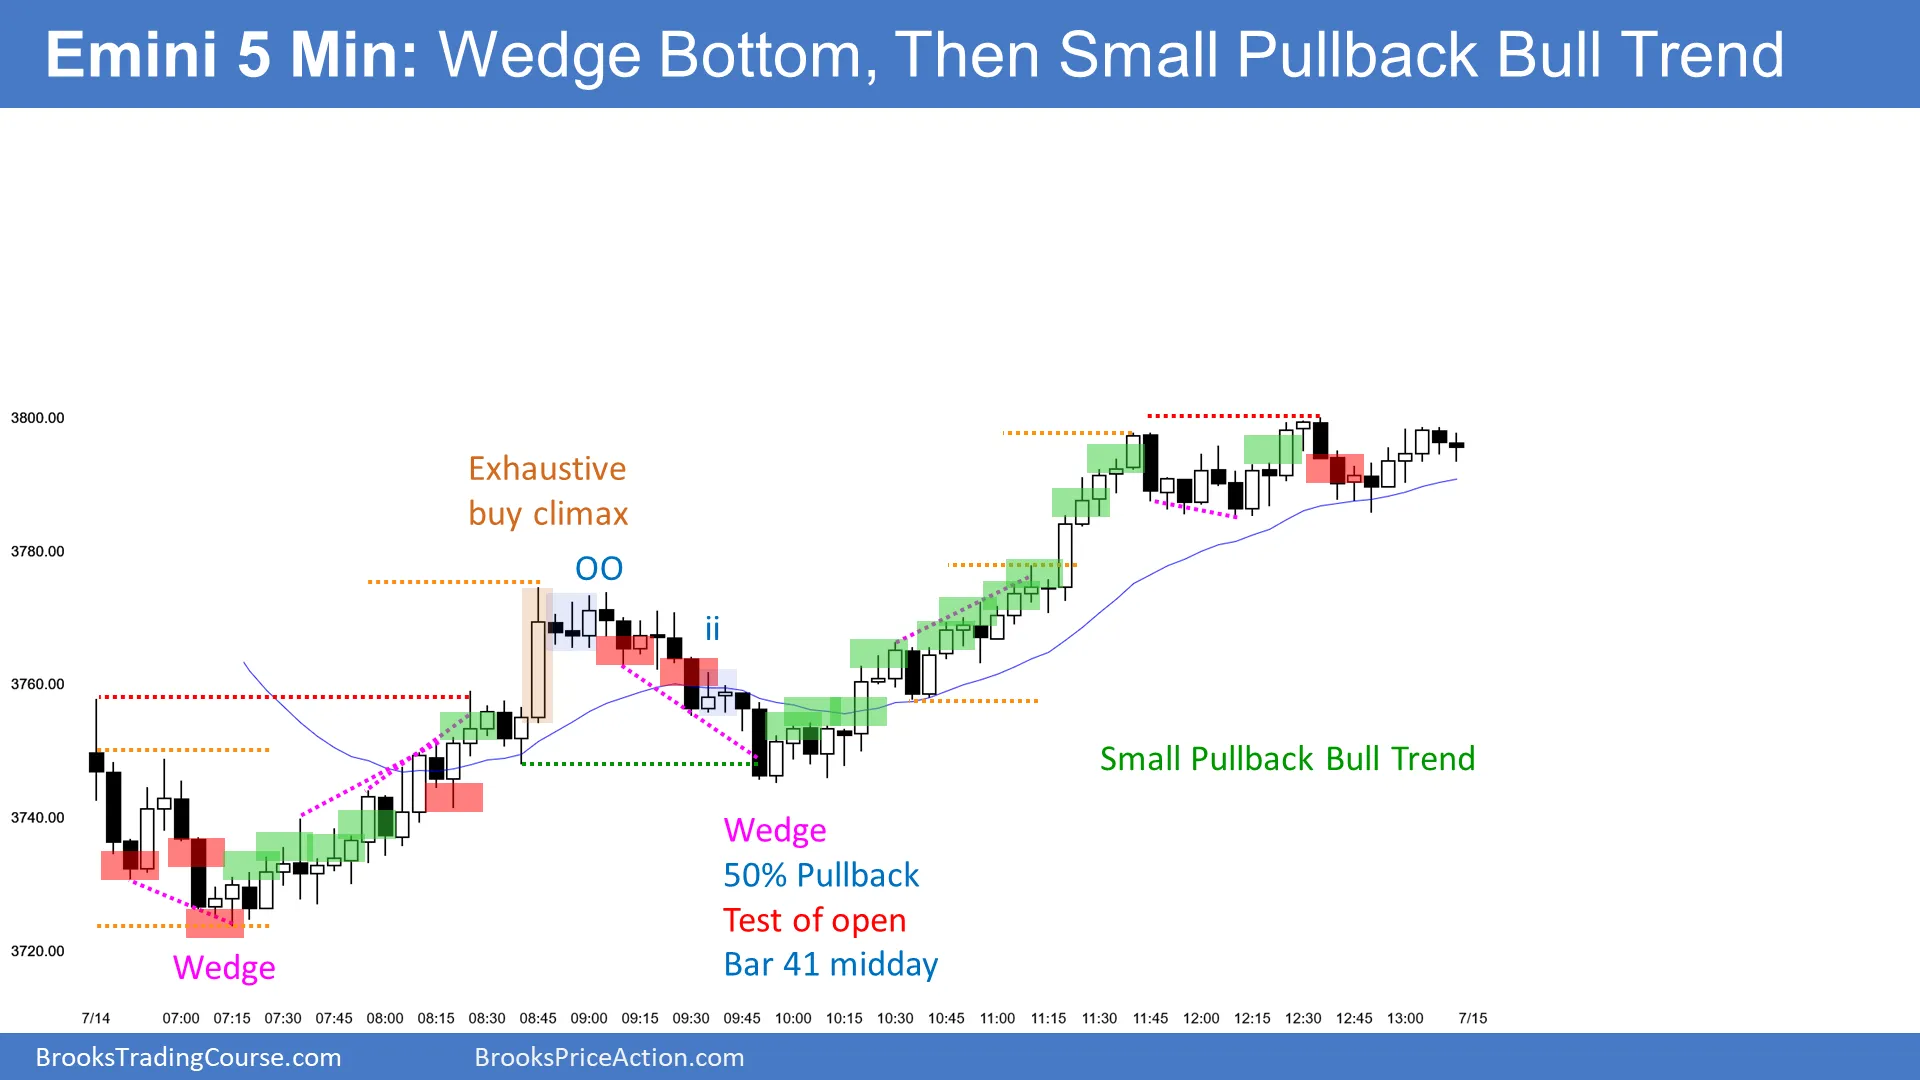 Emini 5 Min: Wedge Bottom, Then Small Pullback Bull Trend
3800.00
3780.00
3760.00
3740.00
3720.00
Exhaustive
buy climax
OO
ii
Small Pullback Bull Trend
Wedge
50% Pullback
Test of open
Bar 41 midday
Wedge
7/14 07:00 07:15 07:30 07:45 08:00 08:15 08:30 08:45 09:00 09:15 09:30 09:45 10:00 10:15 10:30 10:45 11:00 11:15 11:30 11:45 12:00 12:15 12:30 12:45 13:00 7/15
BrooksTradingCourse.com BrooksPriceAction.com